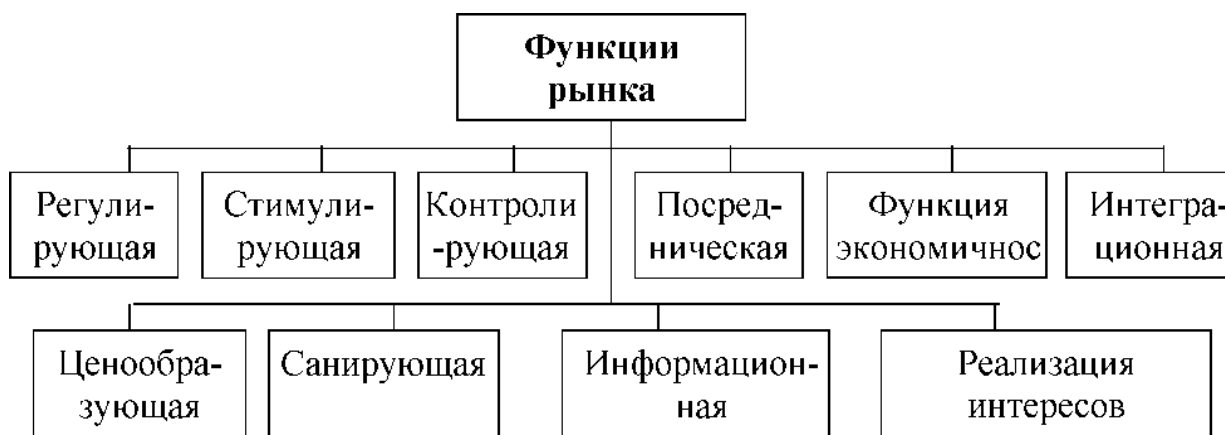 Функции
рынка
Регули-
рующая
Стимули-
рующая
Контроли
-рующая
Посред-
ническая
Функция
экономичнос
Интегра-
ционная
Ценообра-
зующая
Санирующая
Информацион-
ная
Реализация
интересов